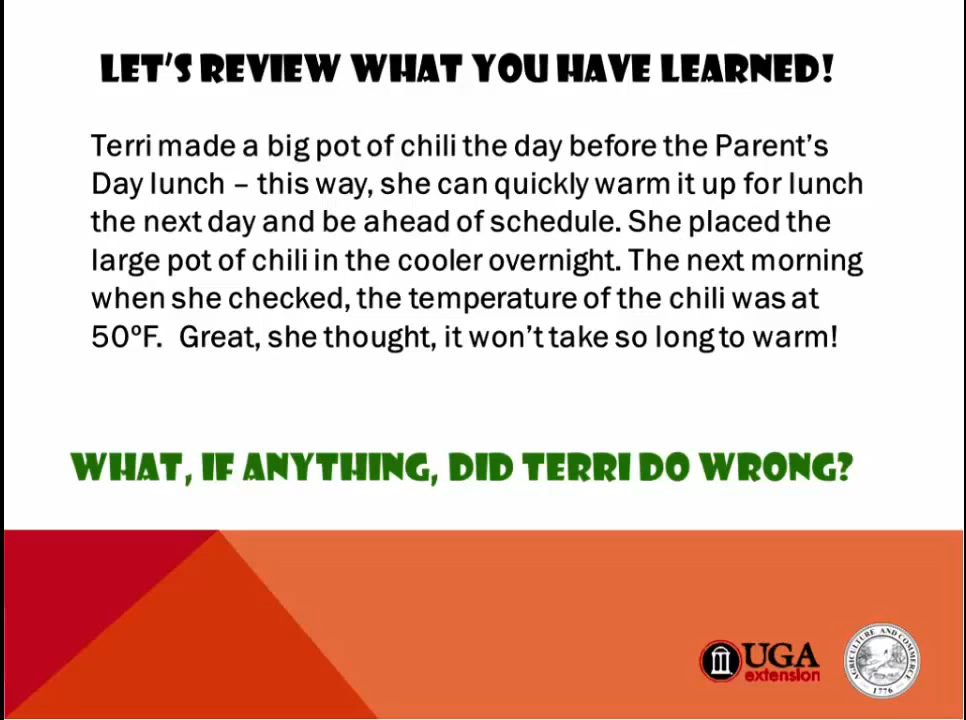 LET'S REVIEW WHAT YOU HAVE LEARNED!
Terri made a big pot of chili the day before the Parent's
Day lunch – this way, she can quickly warm it up for lunch
the next day and be ahead of schedule. She placed the
large pot of chili in the cooler overnight. The next morning
when she checked, the temperature of the chili was at
50ºF. Great, she thought, it won't take so long to warm!
WHAT, IF ANYTHING, DID TERRI DO WRONG?
UGA
extension
AGRICULTURE AND COMMERCE
1776